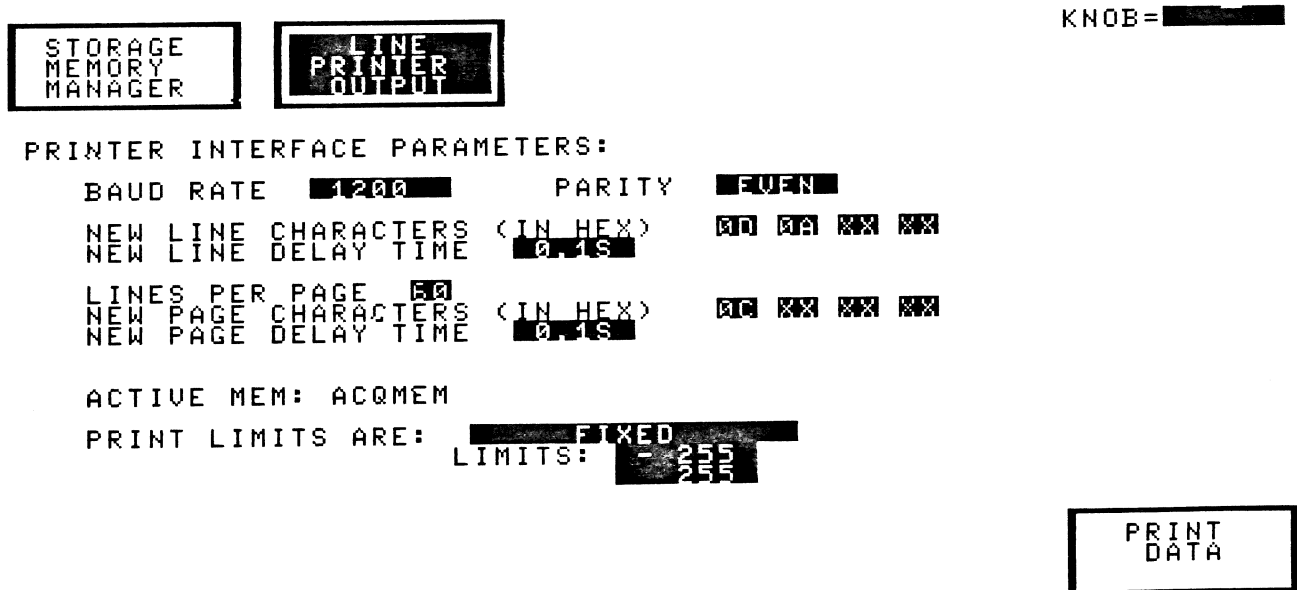 KNOB=
STORAGE
MEMORY
MANAGER
LINE
PRINTER
OUTPUT
PRINTER INTERFACE PARAMETERS:
BAUD RATE 1200 PARITY EVEN
NEW LINE CHARACTERS (IN HEX) 0D 0A XX XX
NEW LINE DELAY TIME 0.1S
LINES PER PAGE 60
NEW PAGE CHARACTERS (IN HEX) 0C XX XX XX
NEW PAGE DELAY TIME 0.1S
ACTIVE MEM: ACQMEM
PRINT LIMITS ARE: FIXED
LIMITS: - 255
255
PRINT
DATA